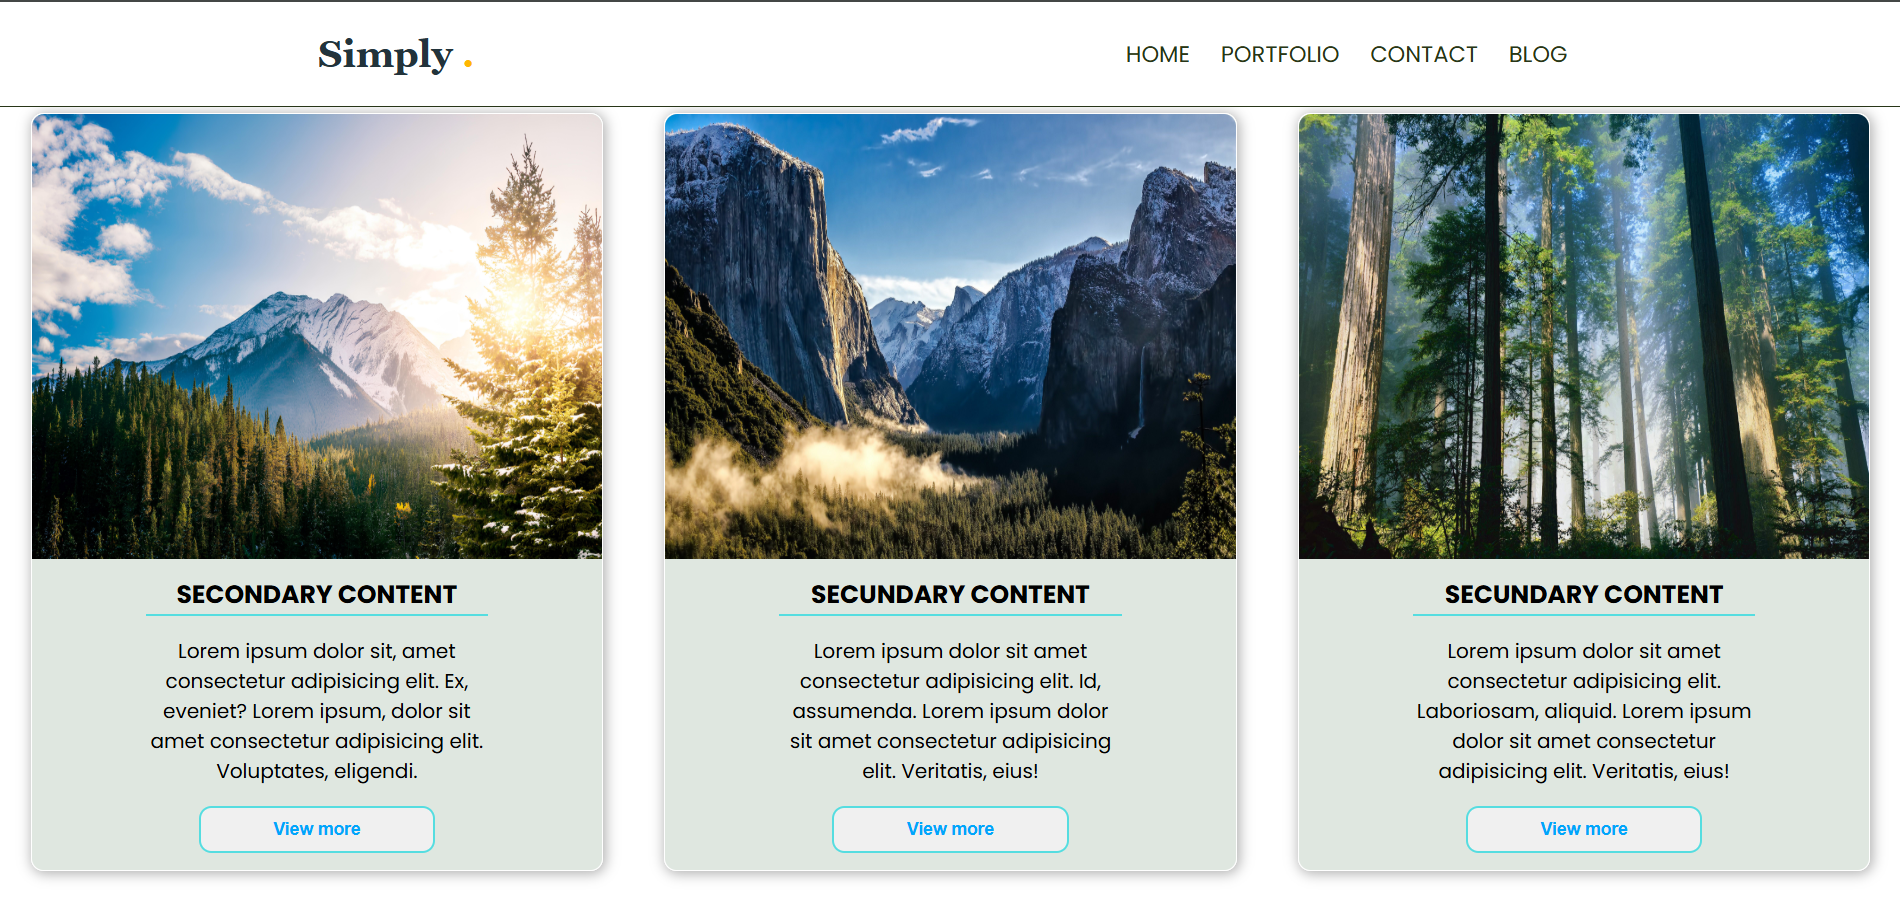 Simply .
HOME PORTFOLIO CONTACT BLOG
SECONDARY CONTENT
Lorem ipsum dolor sit, amet
consectetur adipisicing elit. Ex,
eveniet? Lorem ipsum, dolor sit
amet consectetur adipisicing elit.
Voluptates, eligendi.
View more
SECUNDARY CONTENT
Lorem ipsum dolor sit amet
consectetur adipisicing elit. Id,
assumenda. Lorem ipsum dolor
sit amet consectetur adipisicing
elit. Veritatis, eius!
View more
SECUNDARY CONTENT
Lorem ipsum dolor sit amet
consectetur adipisicing elit.
Laboriosam, aliquid. Lorem ipsum
dolor sit amet consectetur
adipisicing elit. Veritatis, eius!
View more